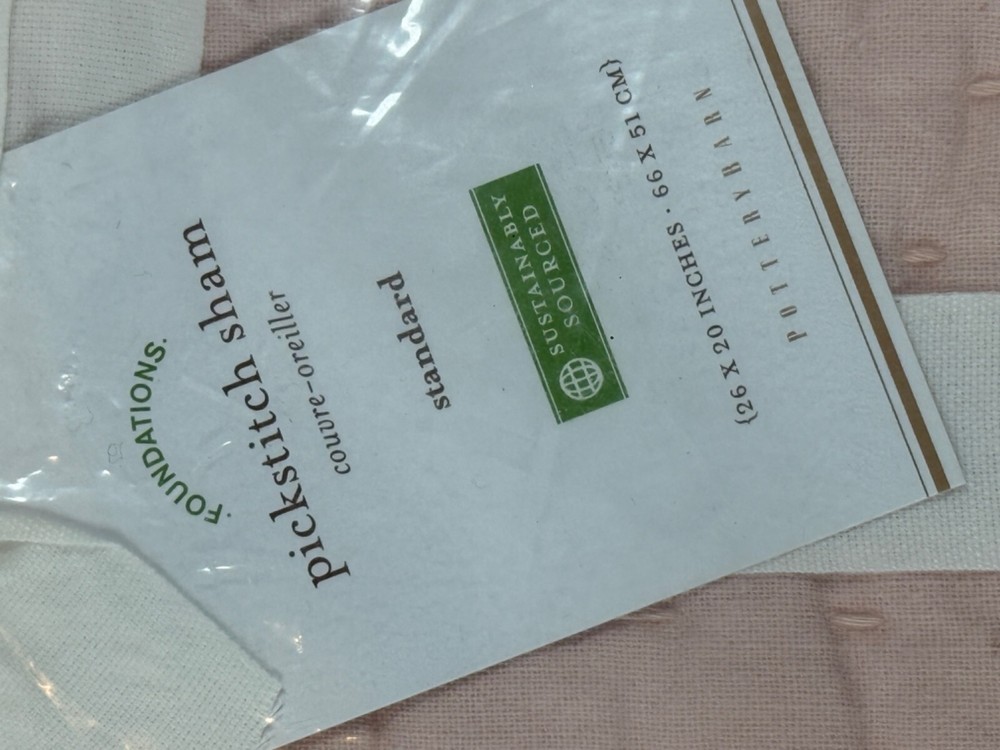 ·FOUNDATIONS·
pickstitch sham
couvre-oreiller
standard
SUSTAINABLY
SOURCED
{26 X 20 INCHES · 66 X 51 CM}
POTTERYBARN